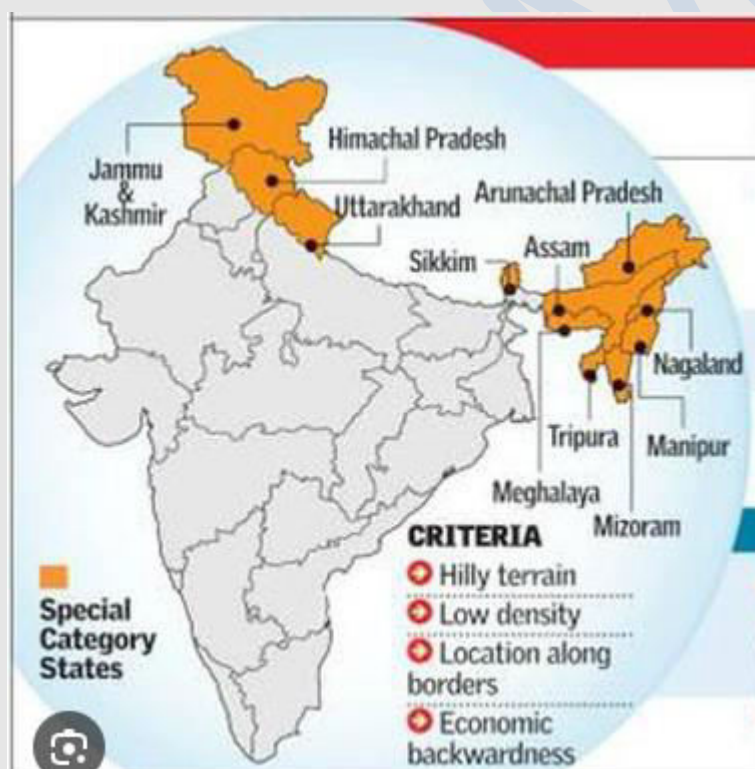 Jammu
&
Kashmir
Himachal Pradesh
Uttarakhand
Arunachal Pradesh
Sikkim
Assam
Nagaland
Tripura
Manipur
Meghalaya
Mizoram
Special
Category
States
CRITERIA
Hilly terrain
Low density
Location along
borders
Economic
backwardness